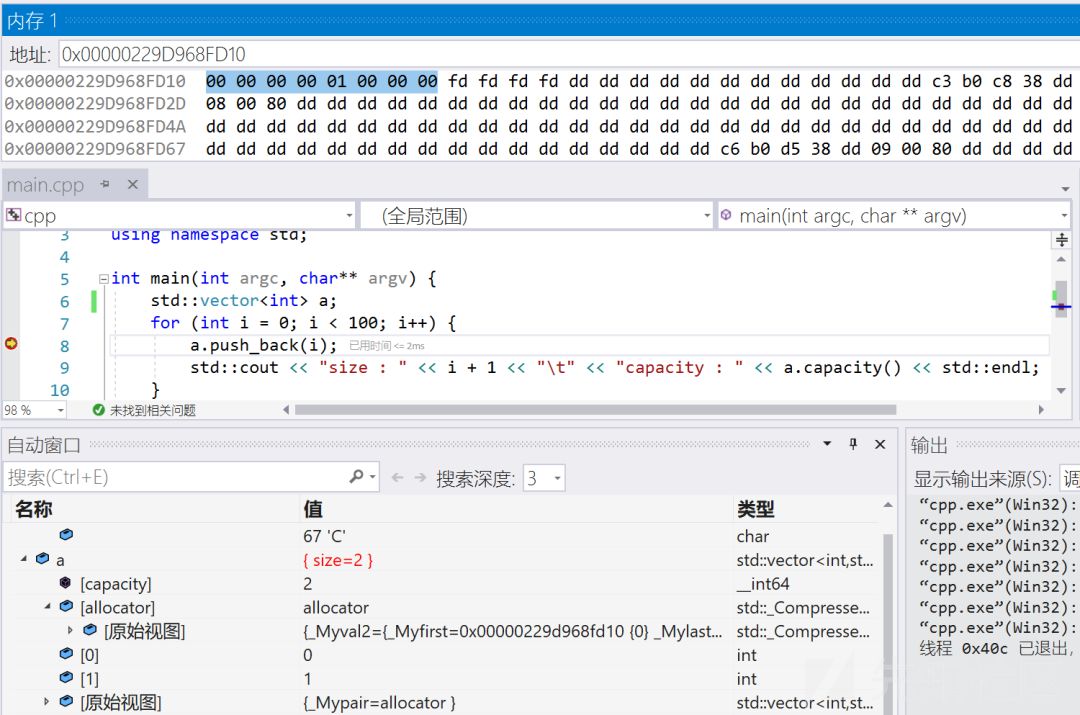 内存 1
地址: 0x00000229D968FD10
0x00000229D968FD10 00 00 00 00 01 00 00 00 fd fd fd fd dd dd dd dd dd dd dd dd dd dd dd dd c3 b0 c8 38 dd
0x00000229D968FD2D 08 00 80 dd dd dd dd dd dd dd dd dd dd dd dd dd dd dd dd dd dd dd dd dd dd dd dd dd dd
0x00000229D968FD4A dd dd dd dd dd dd dd dd dd dd dd dd dd dd dd dd dd dd dd dd dd dd dd dd dd dd dd dd dd
0x00000229D968FD67 dd dd dd dd dd dd dd dd dd dd dd dd dd dd dd dd dd c6 b0 d5 38 dd 09 00 80 dd dd dd dd
main.cpp
cpp (全局范围) main(int argc, char ** argv)
3 using namespace std;
4
5 int main(int argc, char** argv) {
6 std::vector<int> a;
7 for (int i = 0; i < 100; i++) {
8 a.push_back(i); 已用时间 <= 2ms
9 std::cout << "size : " << i + 1 << "\t" << "capacity : " << a.capacity() << std::endl;
10 }
98 % 未找到相关问题
自动窗口
搜索(Ctrl+E) 搜索深度: 3
名称 值 类型
67 'C' char
a { size=2 } std::vector<int,st...
[capacity] 2 __int64
[allocator] allocator std::_Compresse...
[原始视图] {_Myval2={_Myfirst=0x00000229d968fd10 {0} _Mylast... std::_Compresse...
[0] 0 int
[1] 1 int
[原始视图] {_Mypair=allocator } std::vector<int,st...
输出
显示输出来源(S): 调
“cpp.exe”(Win32):
“cpp.exe”(Win32):
“cpp.exe”(Win32):
“cpp.exe”(Win32):
“cpp.exe”(Win32):
“cpp.exe”(Win32):
“cpp.exe”(Win32):
线程 0x40c 已退出，